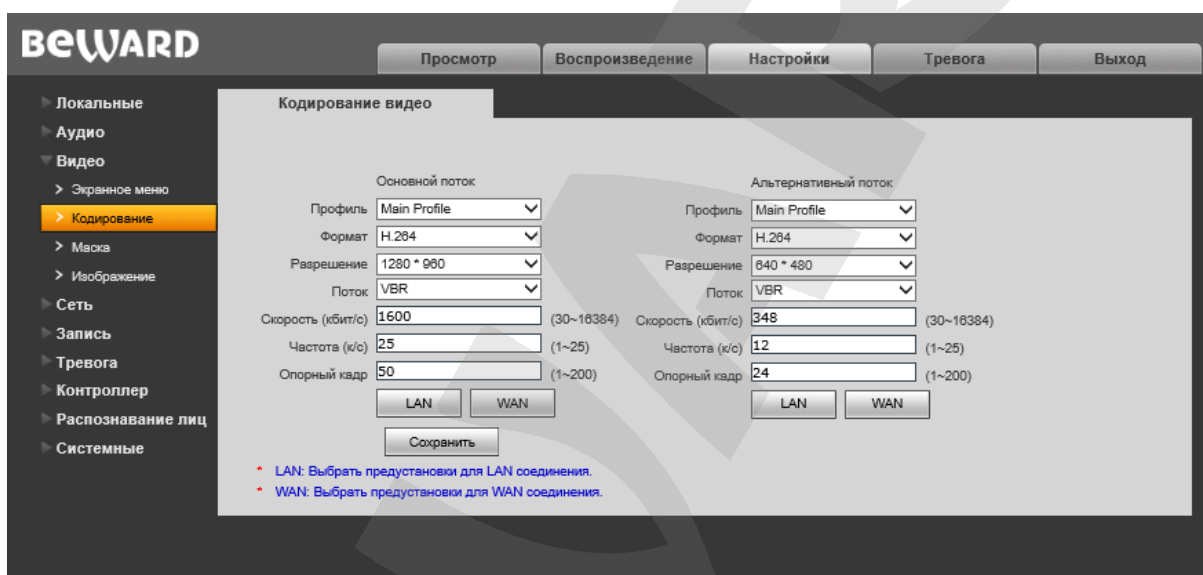 BEWARD
Просмотр Воспроизведение Настройки Тревога Выход
Локальные
Аудио
Видео
> Экранное меню
> Кодирование
> Маска
> Изображение
Сеть
Запись
Тревога
Контроллер
Распознавание лиц
Системные
Кодирование видео
Основной поток
Профиль Main Profile
Формат H.264
Разрешение 1280 * 960
Поток VBR
Скорость (кбит/с) 1600 (30~16384)
Частота (к/с) 25 (1~25)
Опорный кадр 50 (1~200)
LAN WAN
Альтернативный поток
Профиль Main Profile
Формат H.264
Разрешение 640 * 480
Поток VBR
Скорость (кбит/с) 348 (30~16384)
Частота (к/с) 12 (1~25)
Опорный кадр 24 (1~200)
LAN WAN
Сохранить
* LAN: Выбрать предустановки для LAN соединения.
* WAN: Выбрать предустановки для WAN соединения.